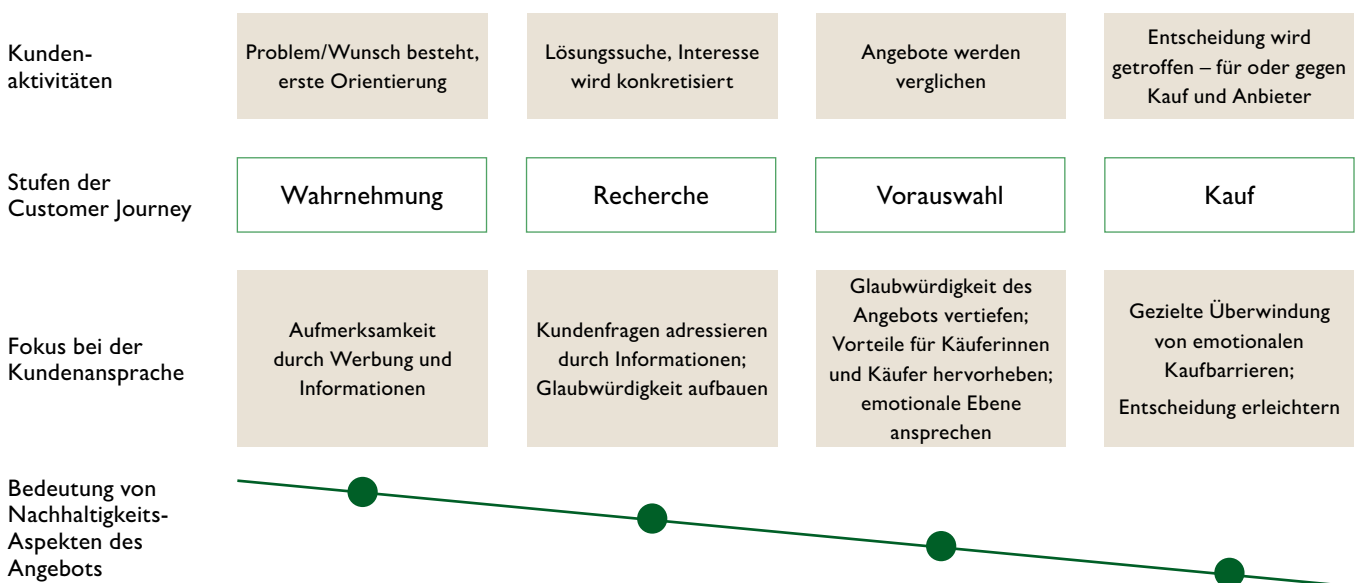 Kunden-
aktivitäten
Problem/Wunsch besteht,
erste Orientierung
Lösungssuche, Interesse
wird konkretisiert
Angebote werden
verglichen
Entscheidung wird
getroffen – für oder gegen
Kauf und Anbieter
Stufen der
Customer Journey
Wahrnehmung
Recherche
Vorauswahl
Kauf
Fokus bei der
Kundenansprache
Aufmerksamkeit
durch Werbung und
Informationen
Kundenfragen adressieren
durch Informationen;
Glaubwürdigkeit aufbauen
Glaubwürdigkeit des
Angebots vertiefen;
Vorteile für Käuferinnen
und Käufer hervorheben;
emotionale Ebene
ansprechen
Gezielte Überwindung
von emotionalen
Kaufbarrieren;
Entscheidung erleichtern
Bedeutung von
Nachhaltigkeits-
Aspekten des
Angebots